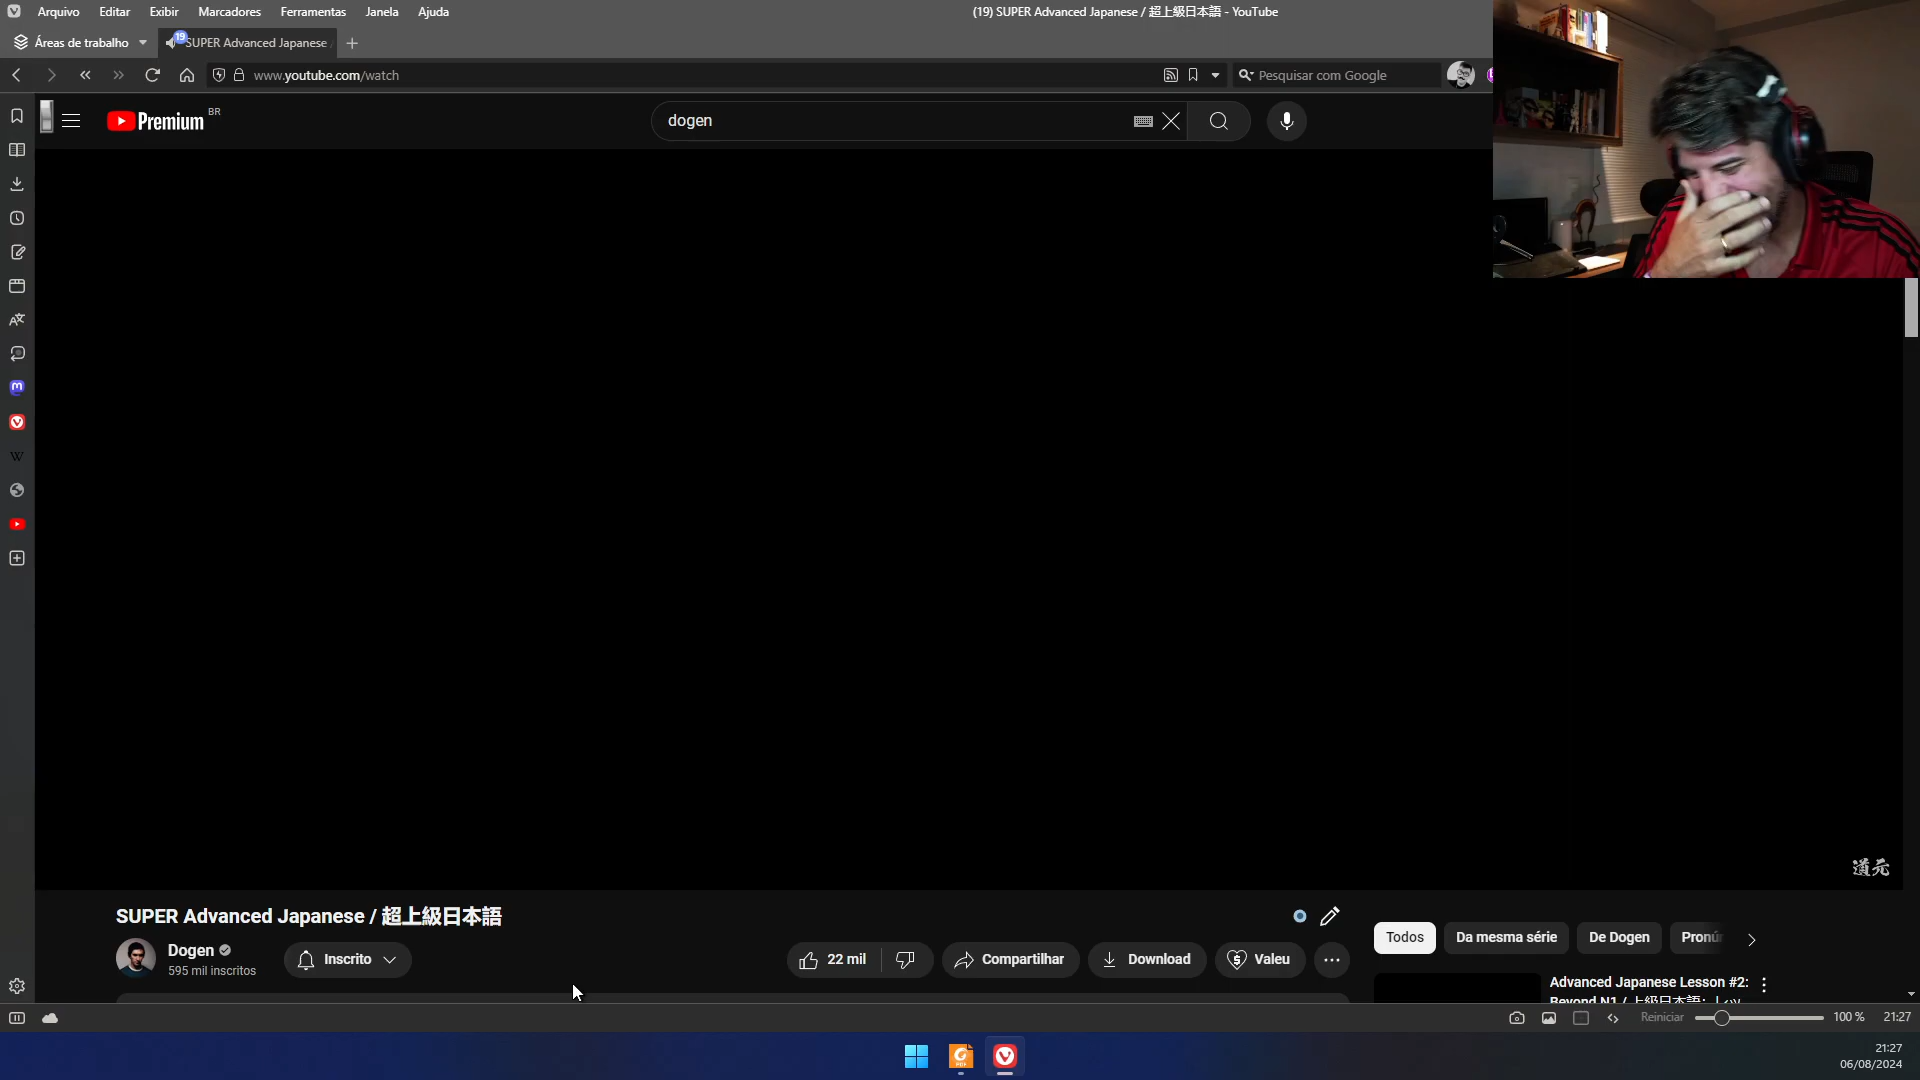 Arquivo Editar Exibir Marcadores Ferramentas Janela Ajuda
(19) SUPER Advanced Japanese / 超上級日本語 - YouTube
Áreas de trabalho
19
SUPER Advanced Japanese
www.youtube.com/watch
Pesquisar com Google
Premium BR
dogen
道元
SUPER Advanced Japanese / 超上級日本語
Dogen
595 mil inscritos
Inscrito
22 mil
Compartilhar
Download
Valeu
Todos
Da mesma série
De Dogen
Advanced Japanese Lesson #2:
Beyond N1 /
Reiniciar
100 %
21:27
21:27
06/08/2024